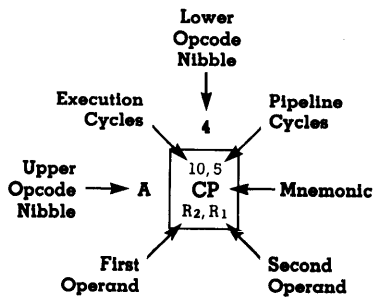 Lower
Opcode
Nibble
Execution
Cycles
Pipeline
Cycles
4
Upper
Opcode
Nibble
A
10, 5
CP
R2, R1
Mnemonic
First
Operand
Second
Operand